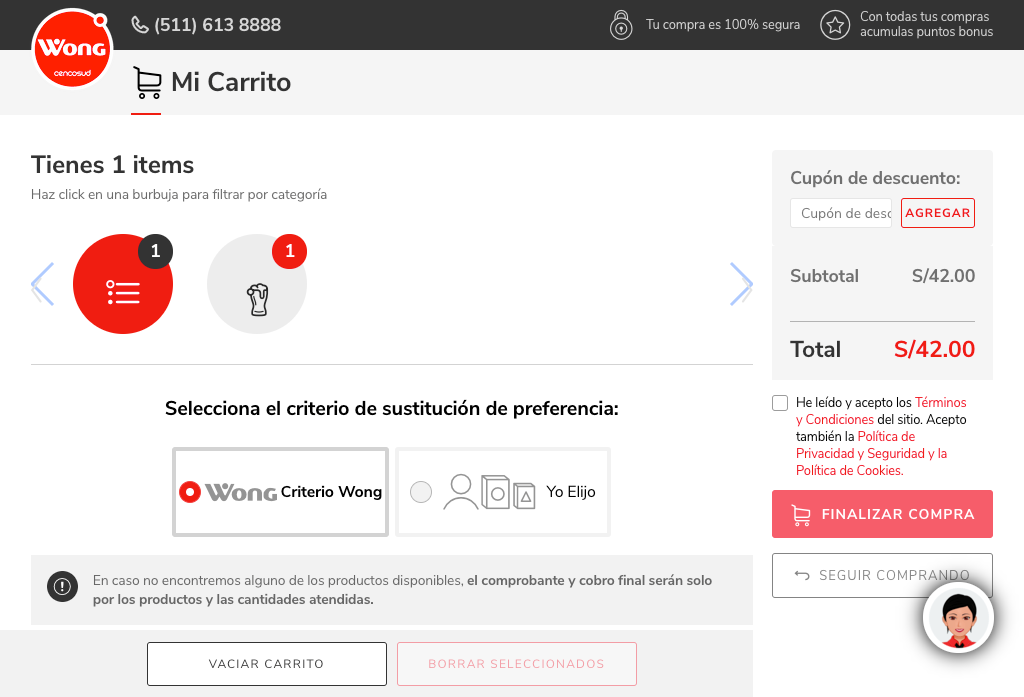 (511) 613 8888
Tu compra es 100% segura
Con todas tus compras
acumulas puntos bonus
Wong
cencosud
Mi Carrito
Tienes 1 items
Haz click en una burbuja para filtrar por categoría
1
1
Cupón de descuento:
Cupón de desc
AGREGAR
Subtotal S/42.00
Total S/42.00
He leído y acepto los Términos
y Condiciones del sitio. Acepto
también la Política de
Privacidad y Seguridad y la
Política de Cookies.
FINALIZAR COMPRA
SEGUIR COMPRANDO
Selecciona el criterio de sustitución de preferencia:
Wong Criterio Wong
Yo Elijo
En caso no encontremos alguno de los productos disponibles, el comprobante y cobro final serán solo
por los productos y las cantidades atendidas.
VACIAR CARRITO
BORRAR SELECCIONADOS